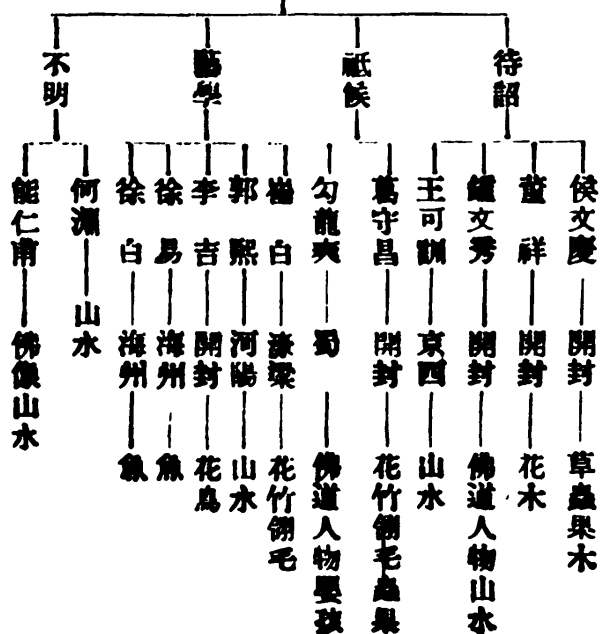 待詔
侯文慶 開封 草蟲果木
董祥 開封 花木
鍾文秀 開封 佛道人物山水
王可訓 京西 山水
祗候
葛守昌 開封 花竹翎毛蟲果
勾龍爽 蜀 佛道人物嬰孩
藝學
崔白 濠梁 花竹翎毛
郭熙 河陽 山水
李吉 開封 花鳥
徐易 海州 魚
徐白 海州 魚
不明
何淵 山水
能仁甫 佛像山水